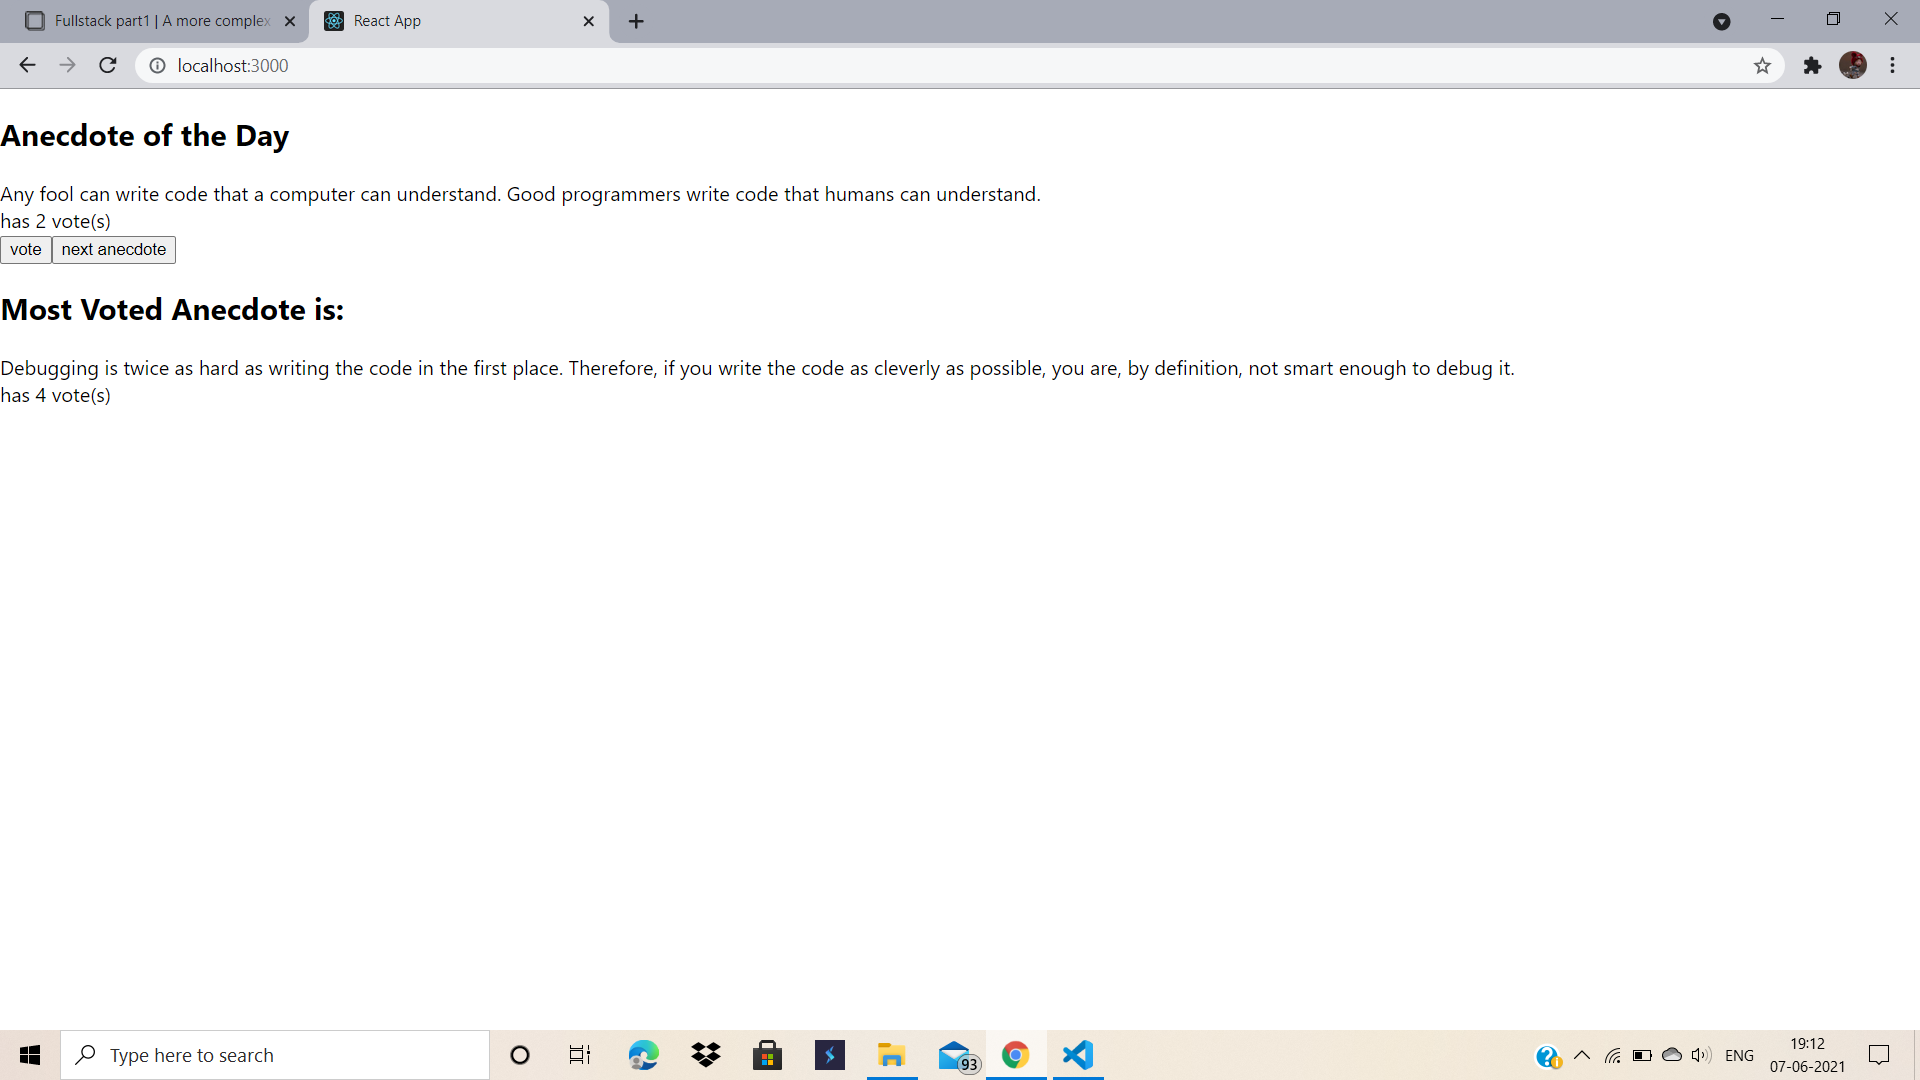 Fullstack part1 | A more complex
React App
localhost:3000
Anecdote of the Day
Any fool can write code that a computer can understand. Good programmers write code that humans can understand.
has 2 vote(s)
vote next anecdote
Most Voted Anecdote is:
Debugging is twice as hard as writing the code in the first place. Therefore, if you write the code as cleverly as possible, you are, by definition, not smart enough to debug it.
has 4 vote(s)
Type here to search
93
ENG
19:12
07-06-2021